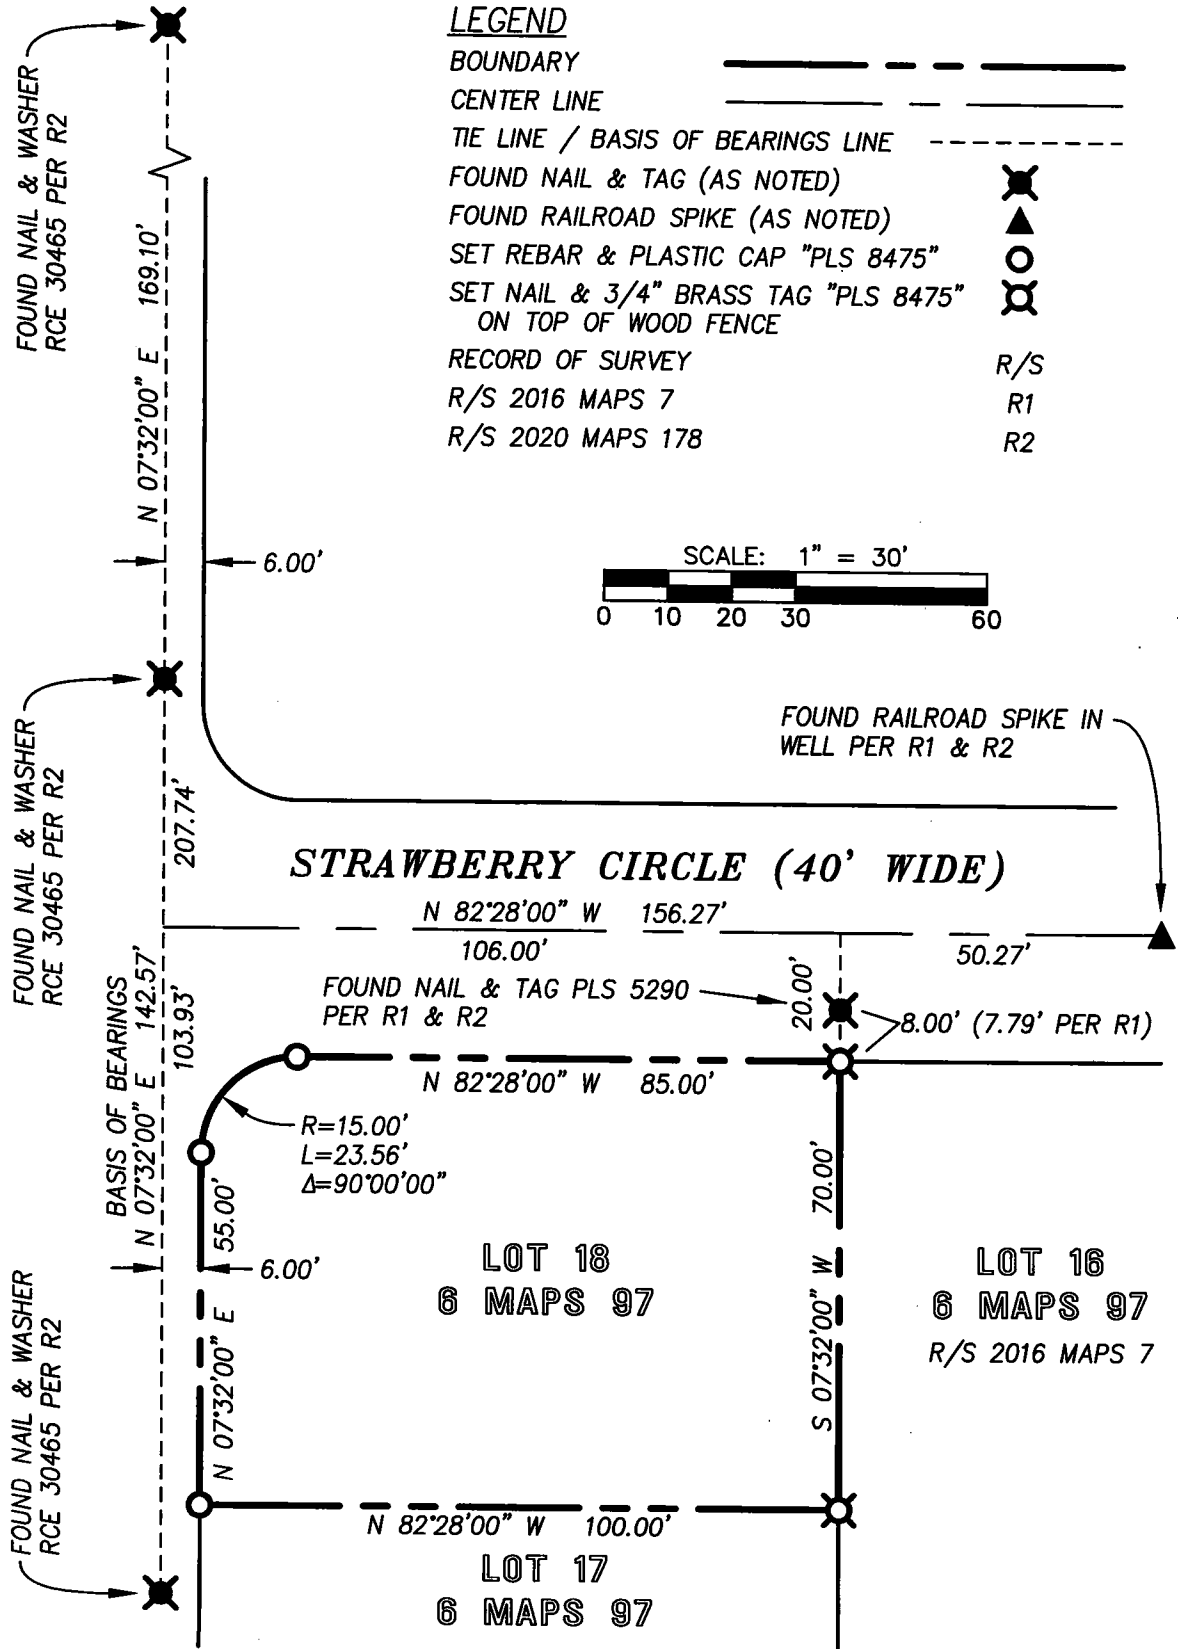 LEGEND
BOUNDARY
CENTER LINE
TIE LINE / BASIS OF BEARINGS LINE
FOUND NAIL & TAG (AS NOTED)
FOUND RAILROAD SPIKE (AS NOTED)
SET REBAR & PLASTIC CAP "PLS 8475"
SET NAIL & 3/4" BRASS TAG "PLS 8475"
ON TOP OF WOOD FENCE
RECORD OF SURVEY R/S
R/S 2016 MAPS 7 R1
R/S 2020 MAPS 178 R2
FOUND NAIL & WASHER
RCE 30465 PER R2
N 07°32'00" E 169.10'
6.00'
SCALE: 1" = 30'
0 10 20 30 60
FOUND NAIL & WASHER
RCE 30465 PER R2
207.74'
FOUND RAILROAD SPIKE IN
WELL PER R1 & R2
STRAWBERRY CIRCLE (40' WIDE)
N 82°28'00" W 156.27'
106.00'
50.27'
FOUND NAIL & TAG PLS 5290
PER R1 & R2
20.00'
8.00' (7.79' PER R1)
BASIS OF BEARINGS
N 07°32'00" E 142.57'
103.93'
N 82°28'00" W 85.00'
R=15.00'
L=23.56'
Δ=90°00'00"
N 07°32'00" E 55.00'
6.00'
S 07°32'00" W 70.00'
LOT 18
6 MAPS 97
LOT 16
6 MAPS 97
R/S 2016 MAPS 7
FOUND NAIL & WASHER
RCE 30465 PER R2
N 82°28'00" W 100.00'
LOT 17
6 MAPS 97